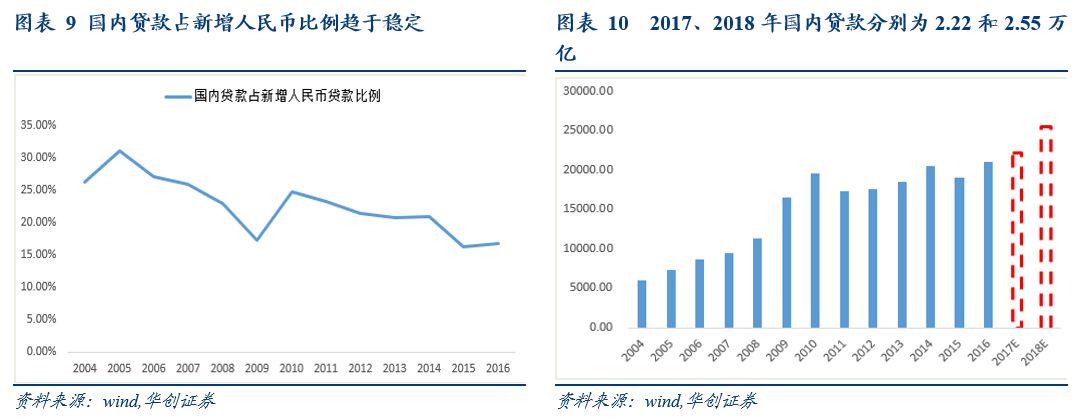 图表 9 国内贷款占新增人民币比例趋于稳定
国内贷款占新增人民币贷款比例
35.00%
30.00%
25.00%
20.00%
15.00%
10.00%
5.00%
0.00%
2004 2005 2006 2007 2008 2009 2010 2011 2012 2013 2014 2015 2016
资料来源：wind,华创证券
图表 10 2017、2018 年国内贷款分别为 2.22 和 2.55 万
亿
30000.00
25000.00
20000.00
15000.00
10000.00
5000.00
0.00
2004 2005 2006 2007 2008 2009 2010 2011 2012 2013 2014 2015 2016 2017E 2018E
资料来源：wind,华创证券